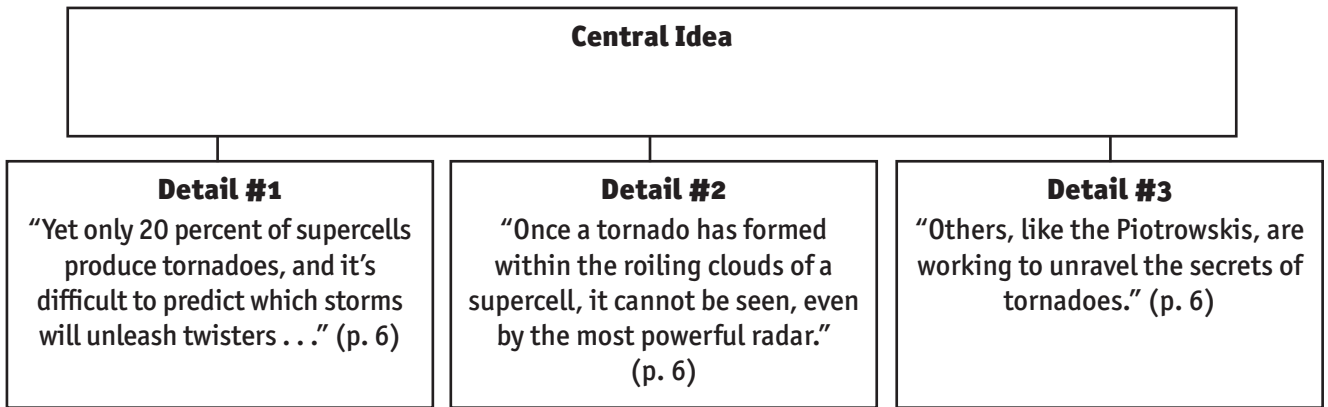 Central Idea
Detail #1
“Yet only 20 percent of supercells
produce tornadoes, and it’s
difficult to predict which storms
will unleash twisters . . .” (p. 6)
Detail #2
“Once a tornado has formed
within the roiling clouds of a
supercell, it cannot be seen, even
by the most powerful radar.”
(p. 6)
Detail #3
“Others, like the Piotrowskis, are
working to unravel the secrets of
tornadoes.” (p. 6)